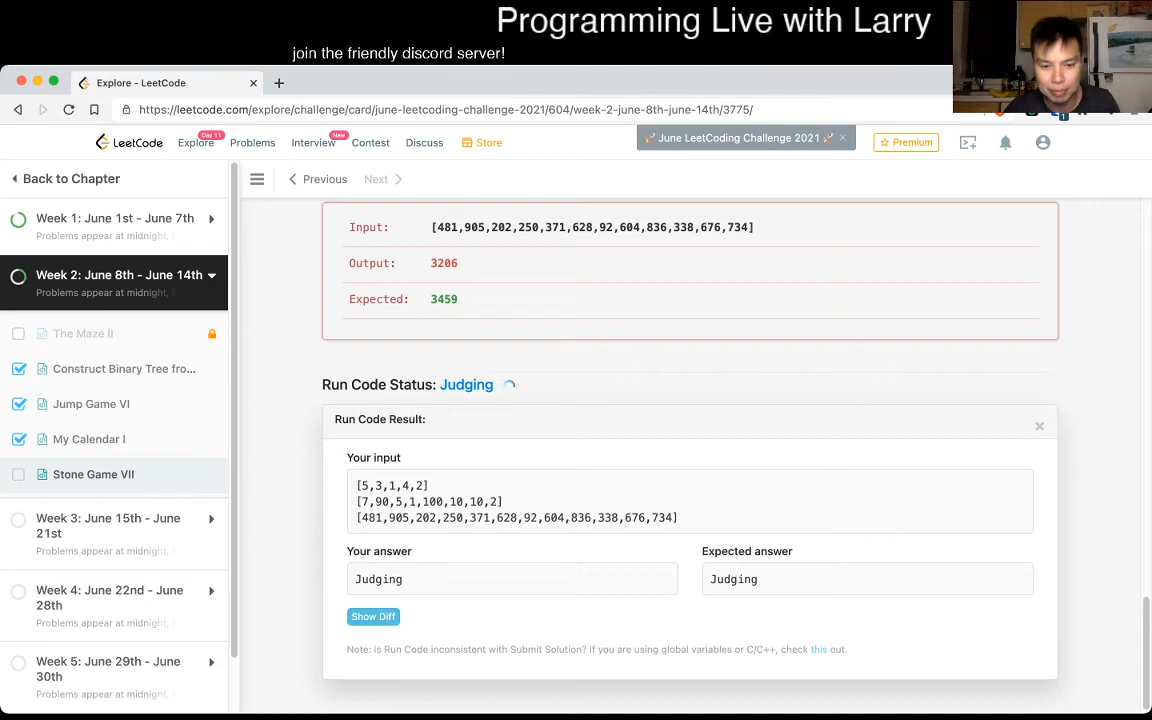 Programming Live with Larry
join the friendly discord server!
Explore - LeetCode
https://leetcode.com/explore/challenge/card/june-leetcoding-challenge-2021/604/week-2-june-8th-june-14th/3775/
LeetCode
Explore
Day 11
Problems
Interview
New
Contest
Discuss
Store
June LeetCoding Challenge 2021
Premium
Back to Chapter
Previous
Next
Week 1: June 1st - June 7th
Problems appear at midnight,
Week 2: June 8th - June 14th
Problems appear at midnight,
The Maze II
Construct Binary Tree fro...
Jump Game VI
My Calendar I
Stone Game VII
Week 3: June 15th - June
21st
Problems appear at midnight,
Week 4: June 22nd - June
28th
Problems appear at midnight,
Week 5: June 29th - June
30th
Problems appear at midnight,
Input: [481,905,202,250,371,628,92,604,836,338,676,734]
Output: 3206
Expected: 3459
Run Code Status: Judging
Run Code Result:
Your input
[5,3,1,4,2]
[7,90,5,1,100,10,10,2]
[481,905,202,250,371,628,92,604,836,338,676,734]
Your answer
Expected answer
Judging
Judging
Show Diff
Note: is Run Code inconsistent with Submit Solution? If you are using global variables or C/C++, check this out.